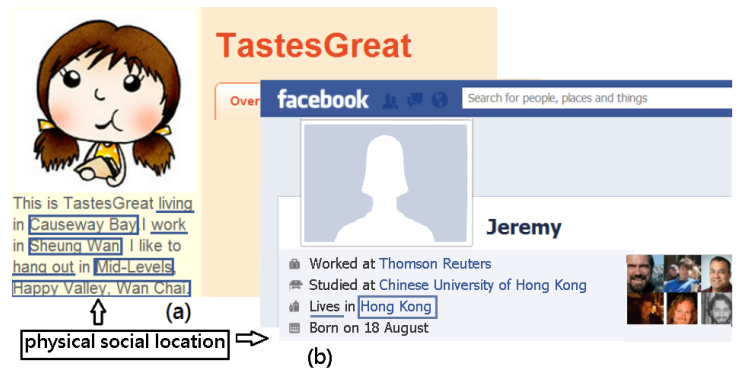 TastesGreat
Over
facebook
Search for people, places and things
This is TastesGreat living
in Causeway Bay I work
in Sheung Wan I like to
hang out in Mid-Levels,
Happy Valley, Wan Chai.
(a)
Jeremy
Worked at Thomson Reuters
Studied at Chinese University of Hong Kong
Lives in Hong Kong
Born on 18 August
physical social location
(b)